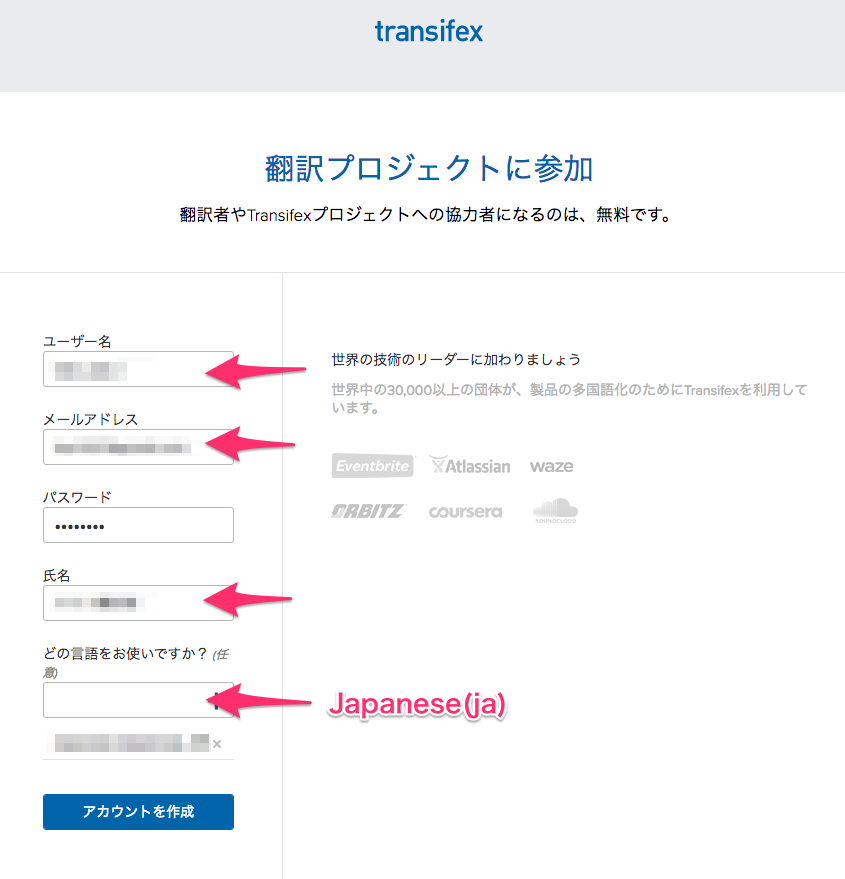 transifex
翻訳プロジェクトに参加
翻訳者やTransifexプロジェクトへの協力者になるのは、無料です。
ユーザー名
メールアドレス
パスワード
氏名
どの言語をお使いですか？(任
意)
Japanese(ja)
×
アカウントを作成
世界の技術のリーダーに加わりましょう
世界中の30,000以上の団体が、製品の多国語化のためにTransifexを利用して
います。
Eventbrite Atlassian waze
ORBITZ coursera SOUNDCLOUD